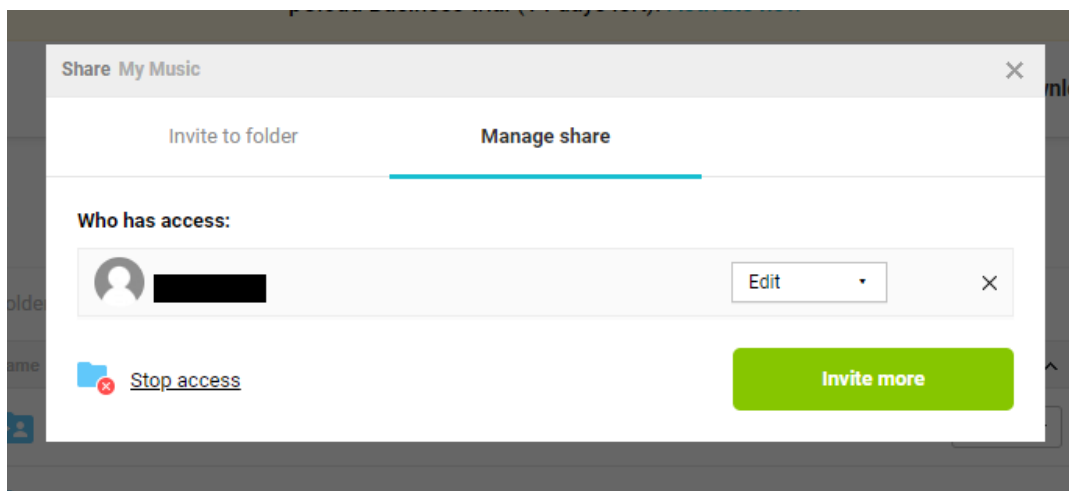 Share My Music
Invite to folder
Manage share
Who has access:
Edit
Stop access
Invite more